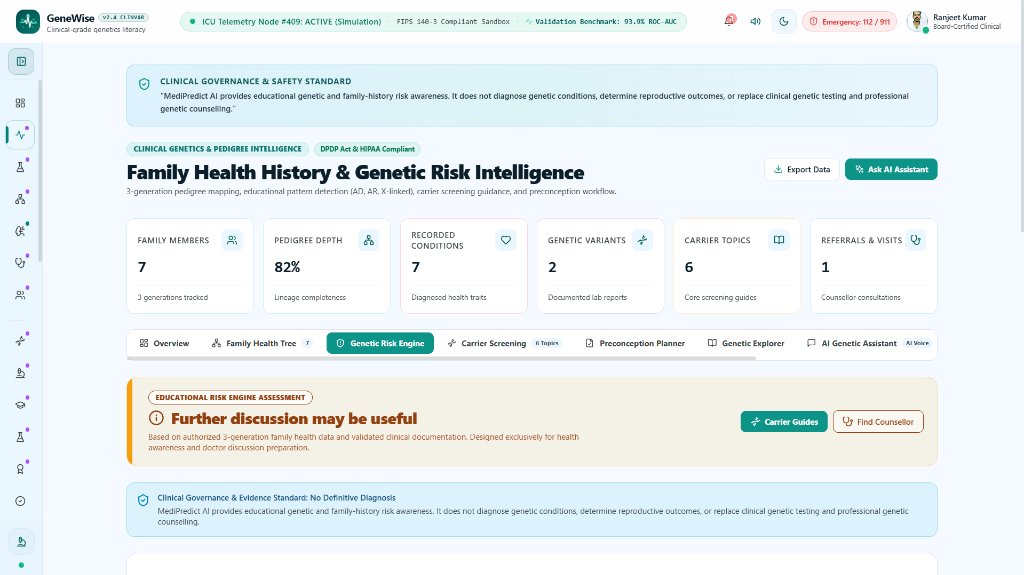 GeneWise v2.4 CLINVAR
Clinical-grade genetics literacy
ICU Telemetry Node #409: ACTIVE (Simulation) · FIPS 140-3 Compliant Sandbox · Validation Benchmark: 93.9% ROC-AUC
Emergency: 112 / 911
Ranjeet Kumar
Board-Certified Clinical
CLINICAL GOVERNANCE & SAFETY STANDARD
"MediPredict AI provides educational genetic and family-history risk awareness. It does not diagnose genetic conditions, determine reproductive outcomes, or replace clinical genetic testing and professional
genetic counselling."
CLINICAL GENETICS & PEDIGREE INTELLIGENCE DPDP Act & HIPAA Compliant
Family Health History & Genetic Risk Intelligence
3-generation pedigree mapping, educational pattern detection (AD, AR, X-linked), carrier screening guidance, and preconception workflow.
Export Data
Ask AI Assistant
FAMILY MEMBERS
7
3 generations tracked
PEDIGREE DEPTH
82%
Lineage completeness
RECORDED
CONDITIONS
7
Diagnosed health traits
GENETIC VARIANTS
2
Documented lab reports
CARRIER TOPICS
6
Core screening guides
REFERRALS & VISITS
1
Counsellor consultations
Overview Family Health Tree 7 Genetic Risk Engine Carrier Screening 6 Topics Preconception Planner Genetic Explorer AI Genetic Assistant AI Voice
EDUCATIONAL RISK ENGINE ASSESSMENT
Further discussion may be useful
Based on authorized 3-generation family health data and validated clinical documentation. Designed exclusively for health
awareness and doctor discussion preparation.
Carrier Guides
Find Counsellor
Clinical Governance & Evidence Standard: No Definitive Diagnosis
MediPredict AI provides educational genetic and family-history risk awareness. It does not diagnose genetic conditions, determine reproductive outcomes, or replace clinical genetic testing and professional genetic
counselling.